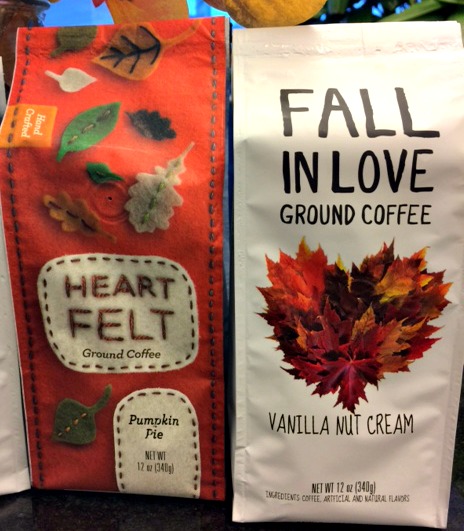 Hand
Crafted
HEART
FELT
Ground Coffee
Pumpkin
Pie
NET WT
12 oz (340g)
FALL
IN LOVE
GROUND COFFEE
VANILLA NUT CREAM
NET WT 12 oz (340g)
INGREDIENTS: COFFEE, ARTIFICIAL AND NATURAL FLAVORS